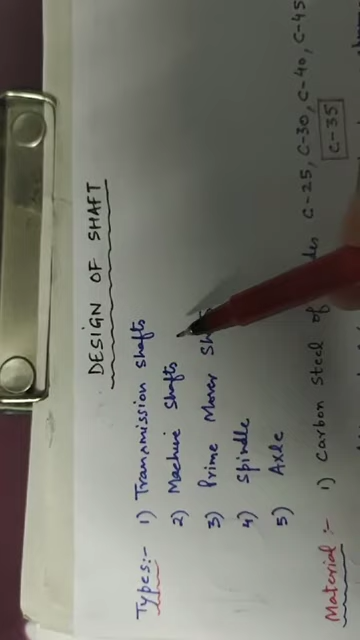 DESIGN OF SHAFT
Types:- 1) Transmission Shafts
2) Machine Shafts
3) Prime Mover
4) Spindle
5) Axle
Material :- 1) Carbon Steel of C-25, C-30, C-40, C-45
C-35